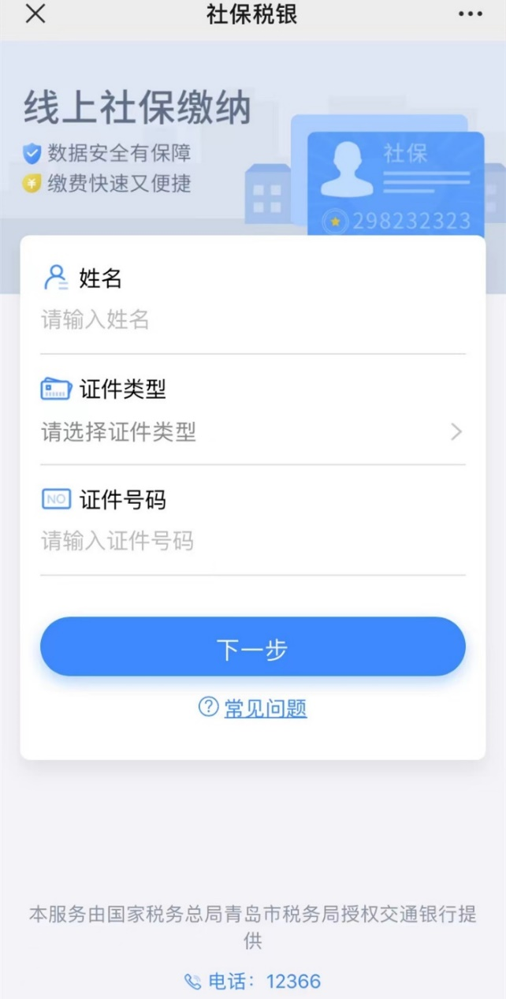 社保税银
线上社保缴纳
数据安全有保障
¥ 缴费快速又便捷
社保
298232323
姓名
请输入姓名
证件类型
请选择证件类型
NO 证件号码
请输入证件号码
下一步
? 常见问题
本服务由国家税务总局青岛市税务局授权交通银行提
供
电话：12366